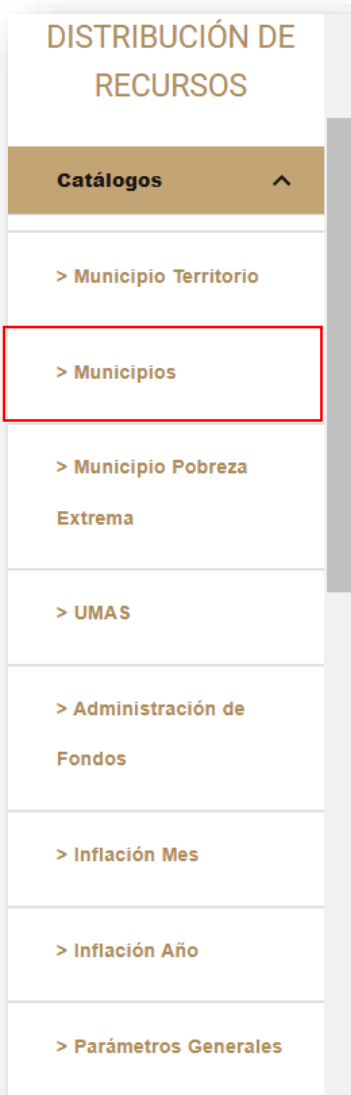 DISTRIBUCIÓN DE
RECURSOS
Catálogos
> Municipio Territorio
> Municipios
> Municipio Pobreza
Extrema
> UMAS
> Administración de
Fondos
> Inflación Mes
> Inflación Año
> Parámetros Generales